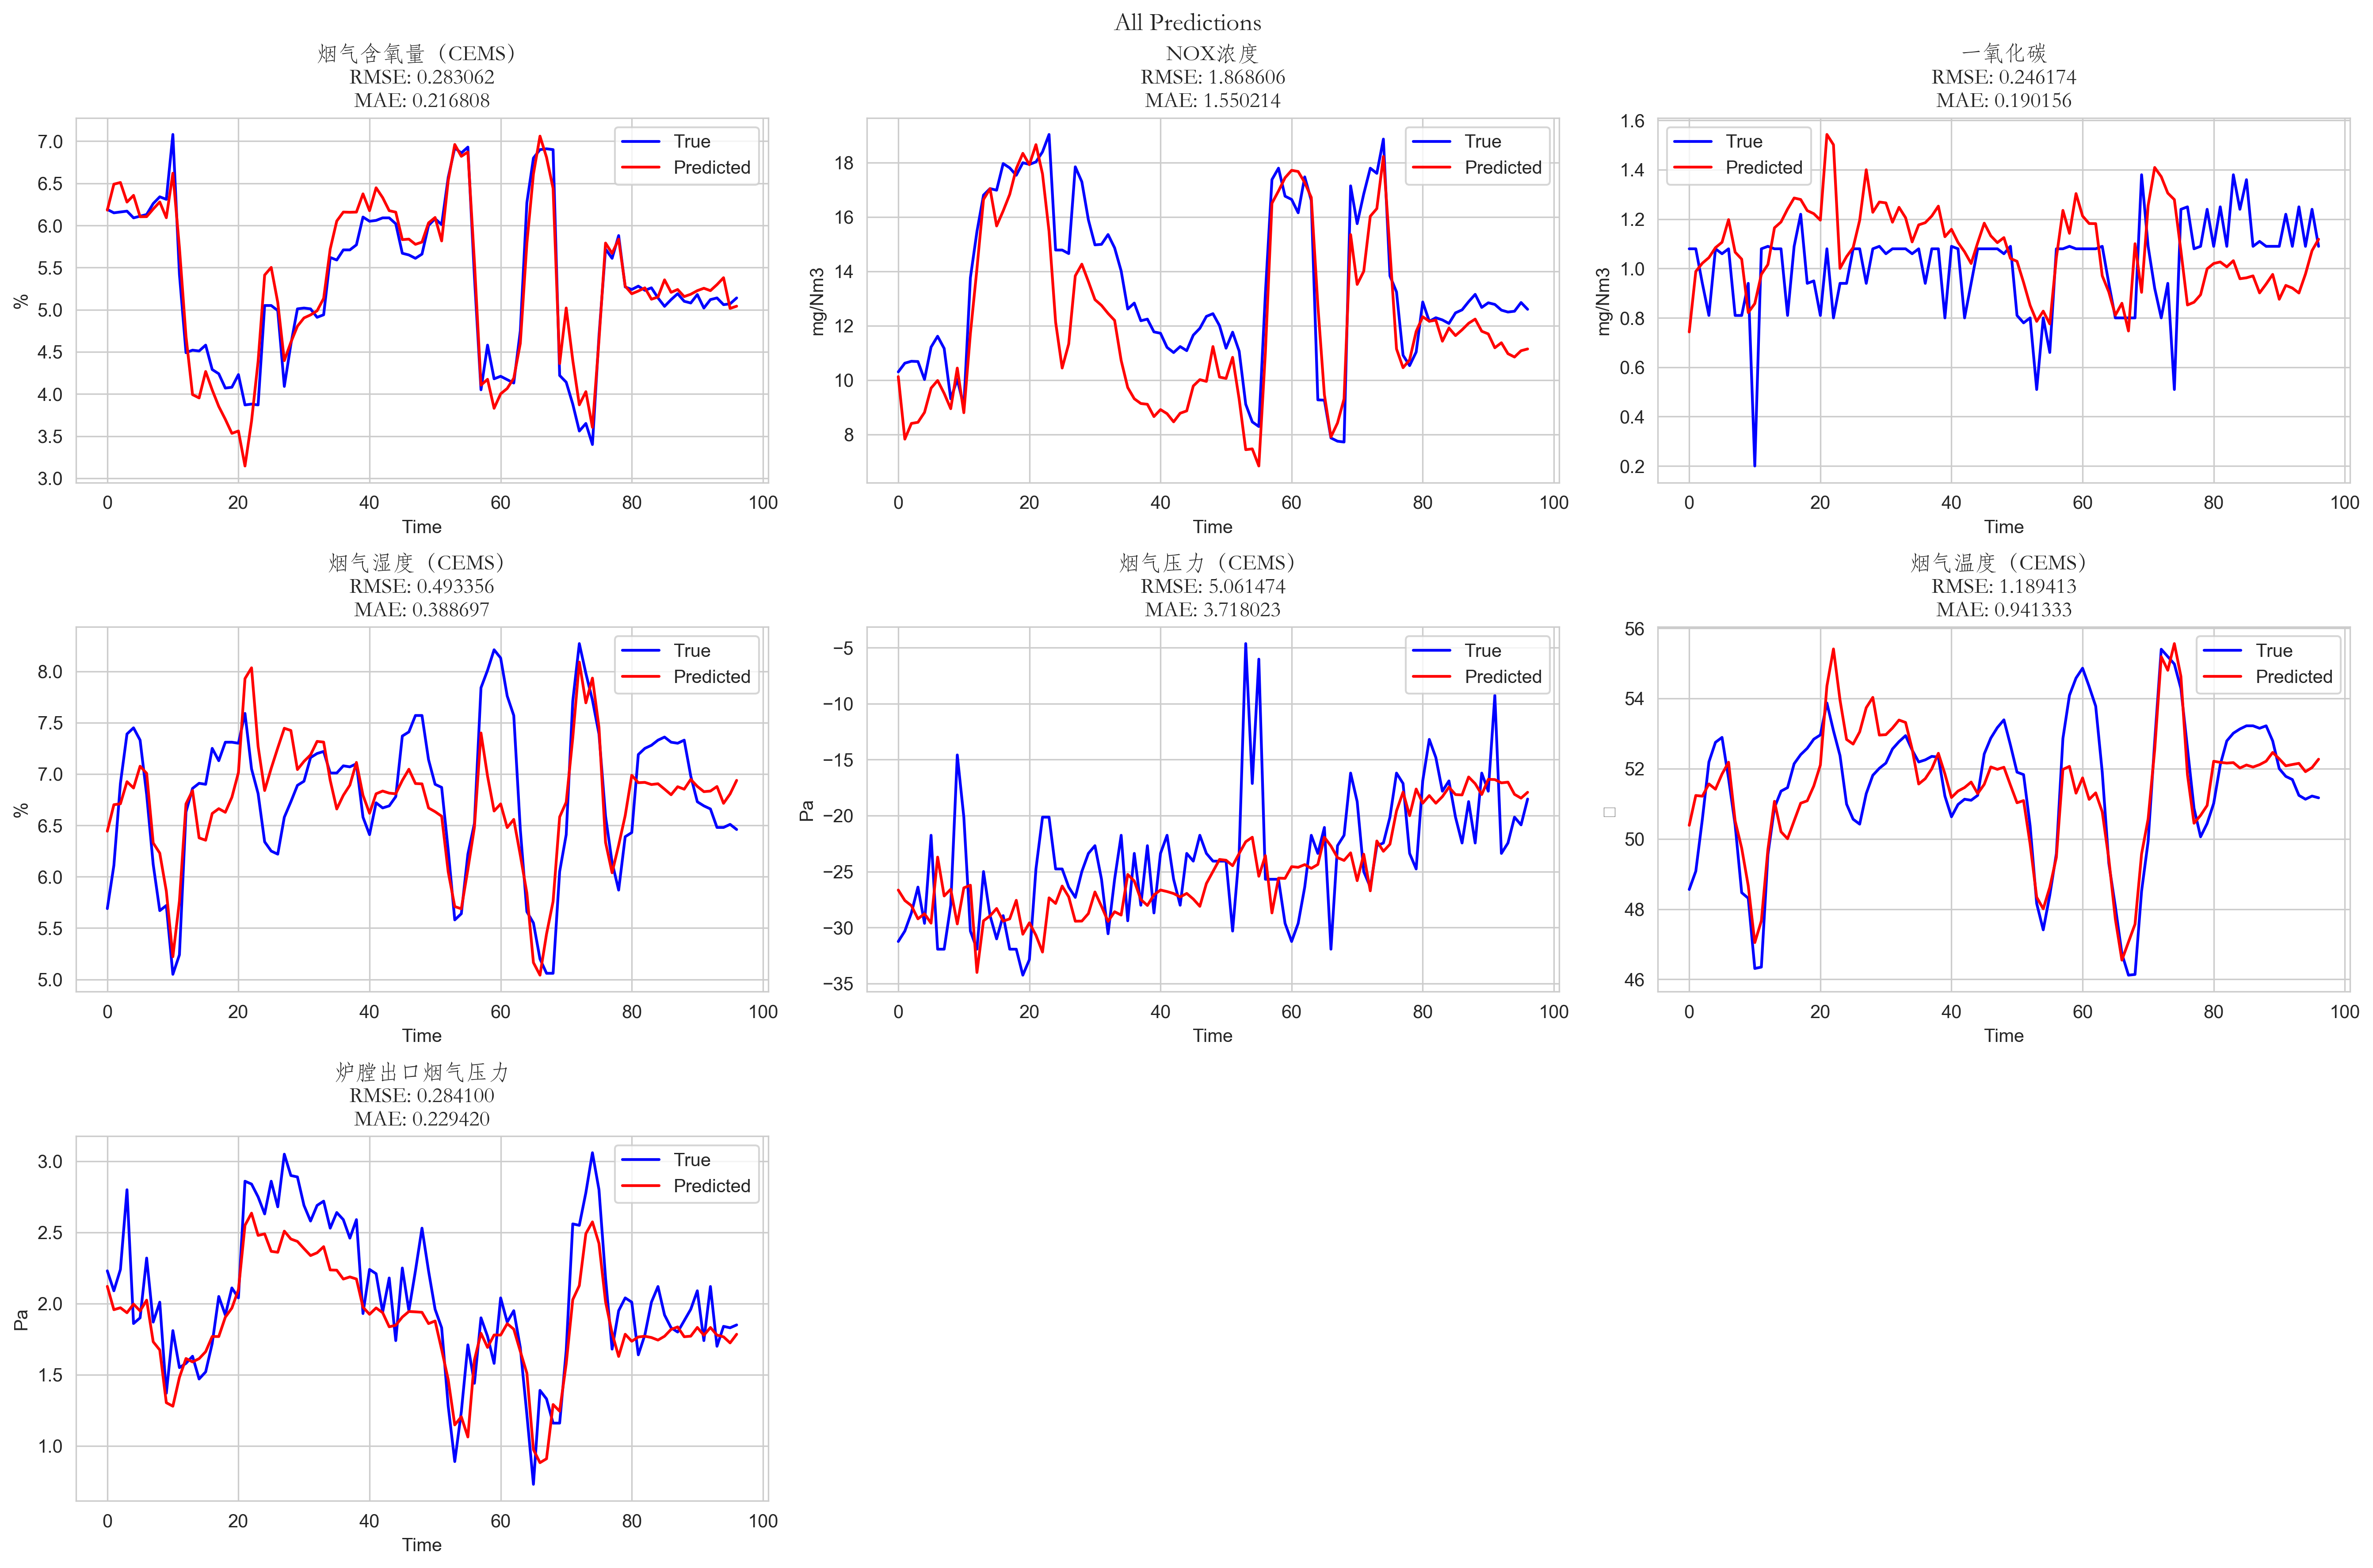 All Predictions
烟气含氧量（CEMS）
RMSE: 0.283062
MAE: 0.216808
True
Predicted
7.0
6.5
6.0
5.5
5.0
4.5
4.0
3.5
3.0
%
0 20 40 60 80 100
Time
NOX浓度
RMSE: 1.868606
MAE: 1.550214
True
Predicted
18
16
14
12
10
8
mg/Nm3
0 20 40 60 80 100
Time
一氧化碳
RMSE: 0.246174
MAE: 0.190156
True
Predicted
1.6
1.4
1.2
1.0
0.8
0.6
0.4
0.2
mg/Nm3
0 20 40 60 80 100
Time
烟气湿度（CEMS）
RMSE: 0.493356
MAE: 0.388697
True
Predicted
8.0
7.5
7.0
6.5
6.0
5.5
5.0
%
0 20 40 60 80 100
Time
烟气压力（CEMS）
RMSE: 5.061474
MAE: 3.718023
True
Predicted
−5
−10
−15
−20
−25
−30
−35
Pa
0 20 40 60 80 100
Time
烟气温度（CEMS）
RMSE: 1.189413
MAE: 0.941333
True
Predicted
56
54
52
50
48
46
□
0 20 40 60 80 100
Time
炉膛出口烟气压力
RMSE: 0.284100
MAE: 0.229420
True
Predicted
3.0
2.5
2.0
1.5
1.0
Pa
0 20 40 60 80 100
Time